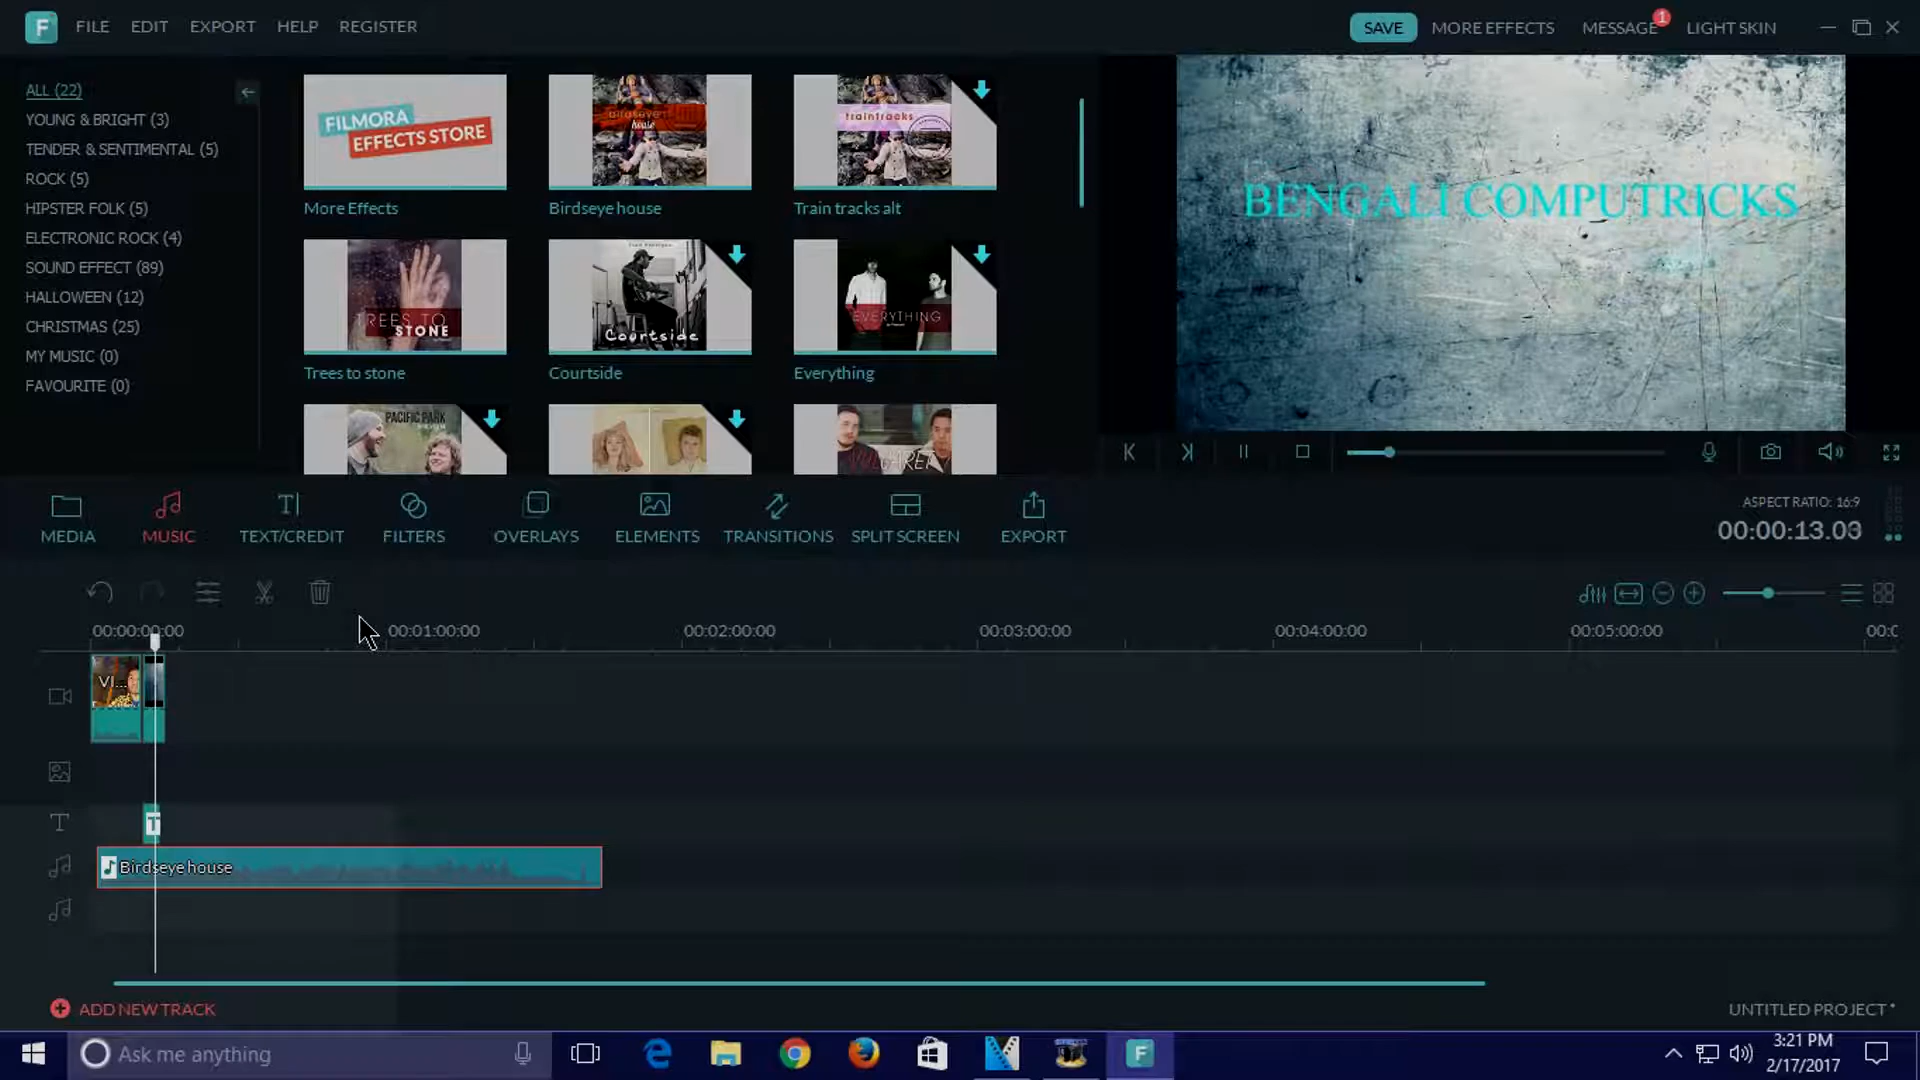 F FILE EDIT EXPORT HELP REGISTER SAVE MORE EFFECTS MESSAGE 1 LIGHT SKIN
ALL (22)
YOUNG & BRIGHT (3)
TENDER & SENTIMENTAL (5)
ROCK (5)
HIPSTER FOLK (5)
ELECTRONIC ROCK (4)
SOUND EFFECT (89)
HALLOWEEN (12)
CHRISTMAS (25)
MY MUSIC (0)
FAVOURITE (0)
FILMORA
EFFECTS STORE
birdseye
house
traintracks
More Effects Birdseye house Train tracks alt
TREES TO
STONE
Courtside
EVERYTHING
Trees to stone Courtside Everything
PACIFIC PARK
BENGALI COMPUTRICKS
MEDIA MUSIC TEXT/CREDIT FILTERS OVERLAYS ELEMENTS TRANSITIONS SPLIT SCREEN EXPORT
ASPECT RATIO: 16:9
00:00:13.03
00:00:00:00 00:01:00:00 00:02:00:00 00:03:00:00 00:04:00:00 00:05:00:00 00:0
VI...
T
Birdseye house
ADD NEW TRACK
UNTITLED PROJECT *
Ask me anything
F
3:21 PM
2/17/2017